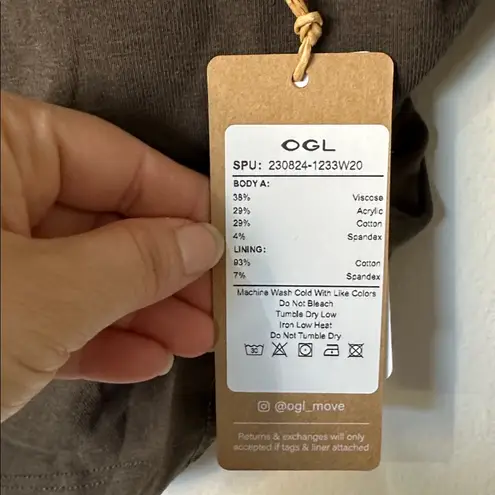 OGL
SPU: 230824-1233W20
BODY A:
38% Viscose
29% Acrylic
29% Cotton
4% Spandex
LINING:
93% Cotton
7% Spandex
Machine Wash Cold With Like Colors
Do Not Bleach
Tumble Dry Low
Iron Low Heat
Do Not Tumble Dry
30
@ogl_move
Returns & exchanges will only
accepted if tags & liner attached